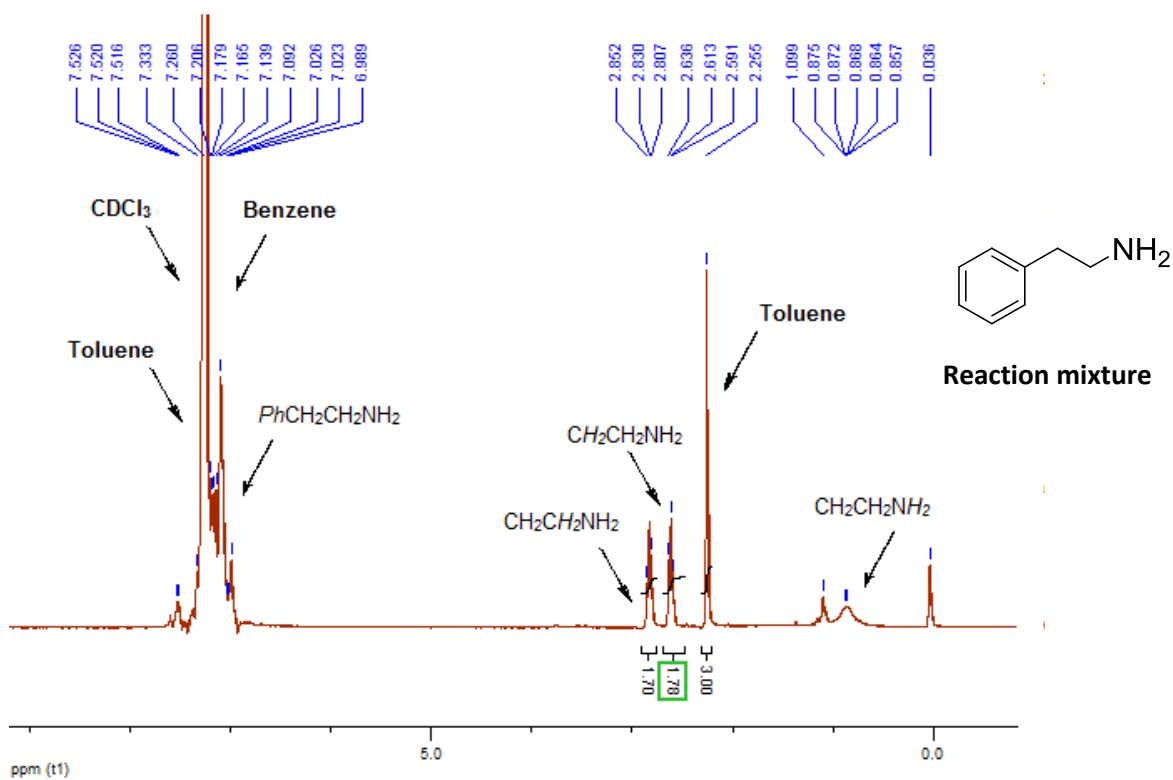 7.526
7.520
7.516
7.333
7.260
7.206
7.179
7.165
7.139
7.092
7.026
7.023
6.989
2.852
2.830
2.807
2.636
2.613
2.591
2.255
1.099
0.875
0.872
0.868
0.864
0.857
0.036
CDCl₃
Benzene
Toluene
PhCH₂CH₂NH₂
CH₂CH₂NH₂
CH₂CH₂NH₂
Toluene
CH₂CH₂NH₂
NH₂
Reaction mixture
1.70
1.78
3.00
5.0
0.0
ppm (t1)